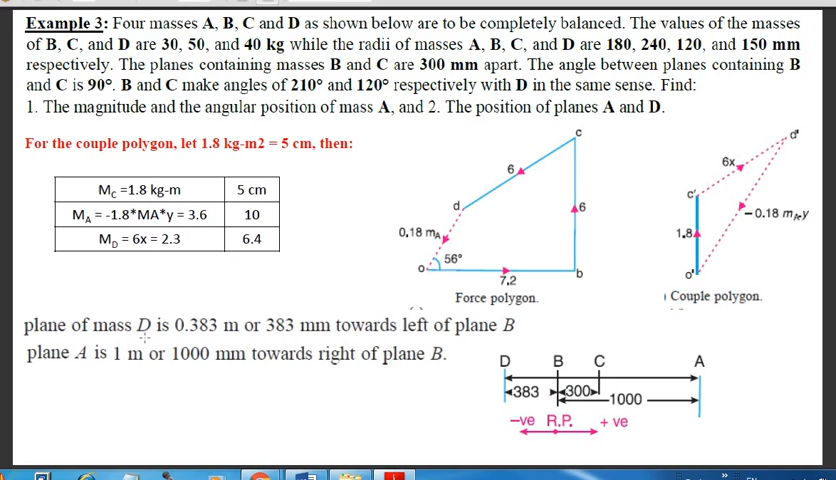 Example 3: Four masses A, B, C and D as shown below are to be completely balanced. The values of the masses
of B, C, and D are 30, 50, and 40 kg while the radii of masses A, B, C, and D are 180, 240, 120, and 150 mm
respectively. The planes containing masses B and C are 300 mm apart. The angle between planes containing B
and C is 90°. B and C make angles of 210° and 120° respectively with D in the same sense. Find:
1. The magnitude and the angular position of mass A, and 2. The position of planes A and D.
For the couple polygon, let 1.8 kg-m2 = 5 cm, then:
MC =1.8 kg-m 5 cm
MA = -1.8*MA*y = 3.6 10
MD = 6x = 2.3 6.4
c
6
d
6
0.18 mA
56°
o
b
7.2
Force polygon.
d'
6x
c'
– 0.18 mAy
1.8
o'
Couple polygon.
plane of mass D is 0.383 m or 383 mm towards left of plane B
plane A is 1 m or 1000 mm towards right of plane B.
D B C A
383 300
1000
–ve R.P. + ve